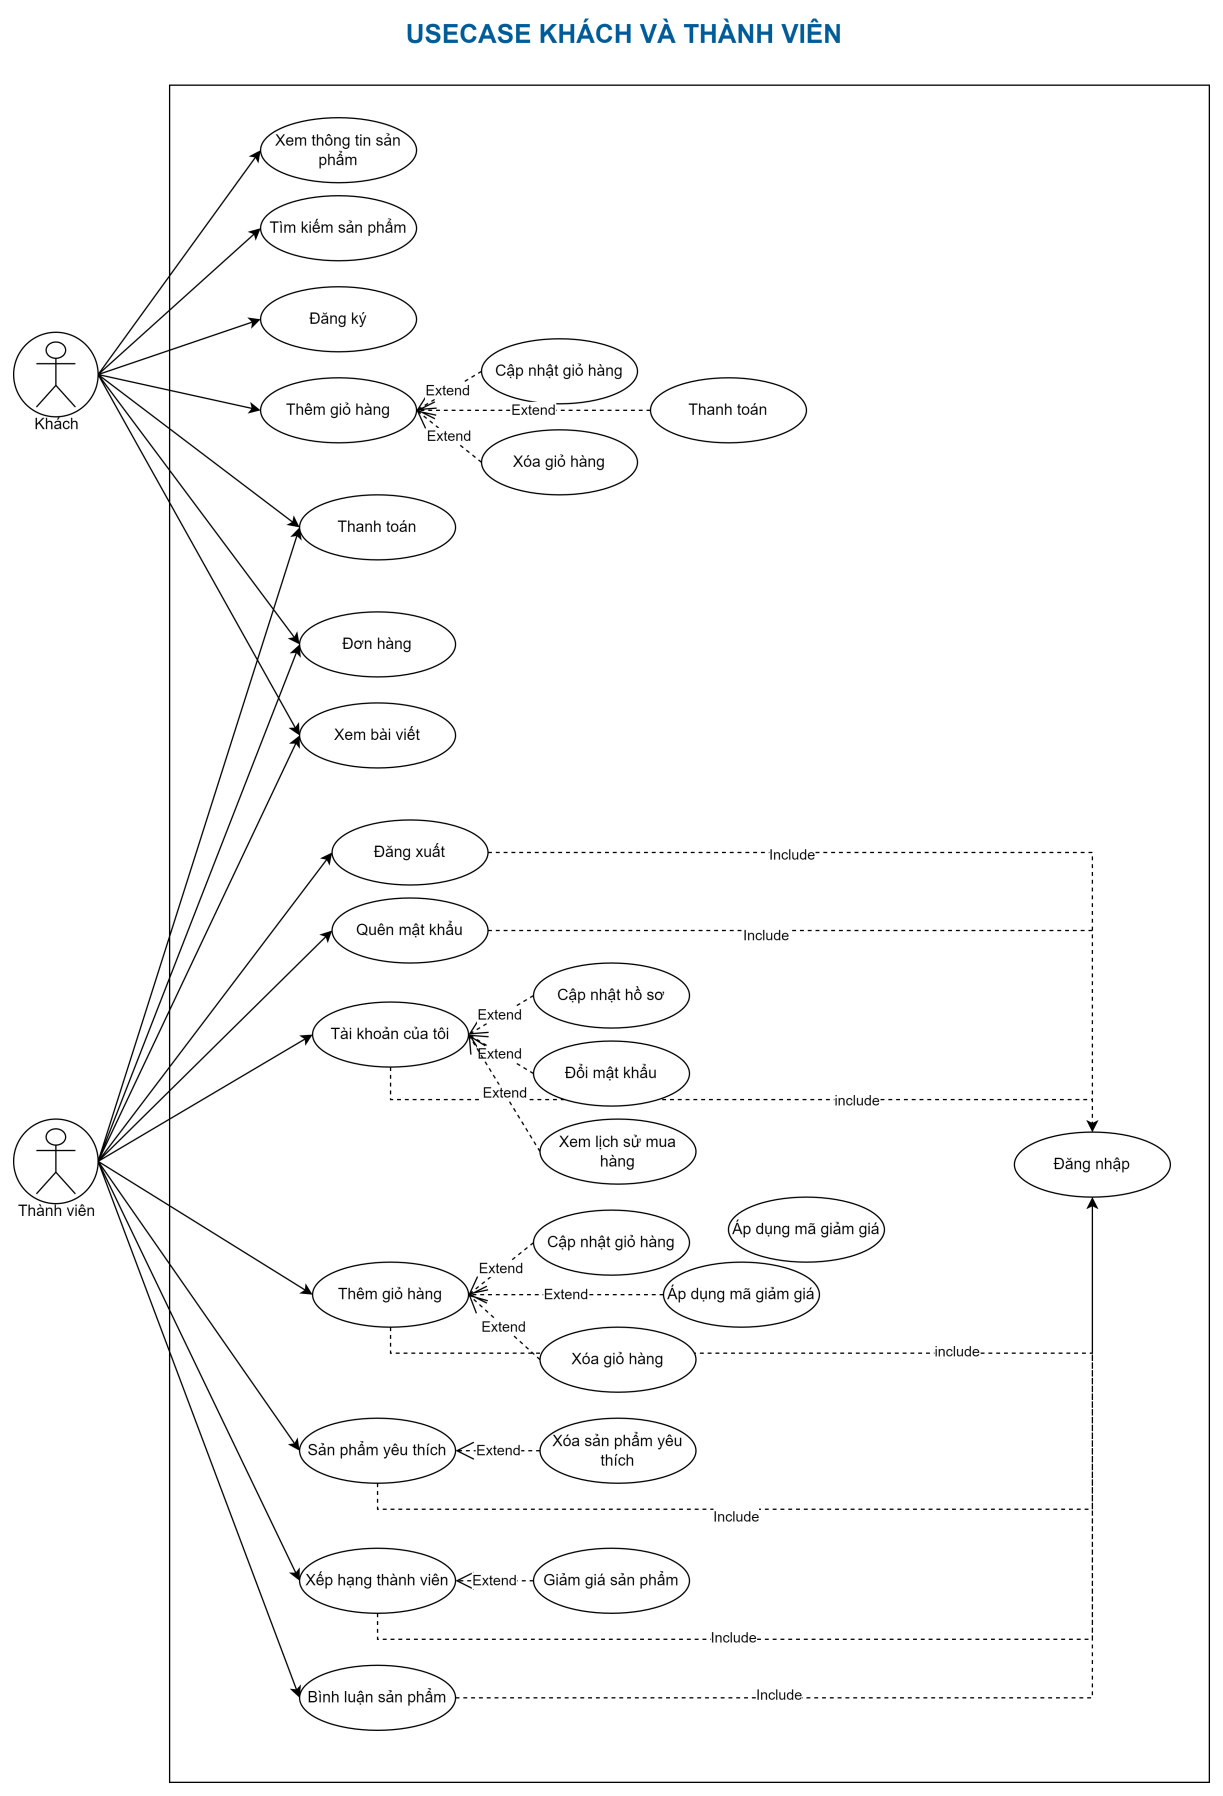 USECASE KHÁCH VÀ THÀNH VIÊN
Xem thông tin sản
phẩm
Tìm kiếm sản phẩm
Đăng ký
Khách
Thêm giỏ hàng
Extend
Cập nhật giỏ hàng
Extend
Thanh toán
Extend
Xóa giỏ hàng
Thanh toán
Đơn hàng
Xem bài viết
Đăng xuất
Include
Quên mật khẩu
Include
Tài khoản của tôi
Extend
Cập nhật hồ sơ
Extend
Đổi mật khẩu
Extend
include
Xem lịch sử mua
hàng
Đăng nhập
Thành viên
Thêm giỏ hàng
Extend
Cập nhật giỏ hàng
Áp dụng mã giảm giá
Extend
Áp dụng mã giảm giá
Extend
Xóa giỏ hàng
include
Sản phẩm yêu thích
Extend
Xóa sản phẩm yêu
thích
Include
Xếp hạng thành viên
Extend
Giảm giá sản phẩm
Include
Bình luận sản phẩm
Include